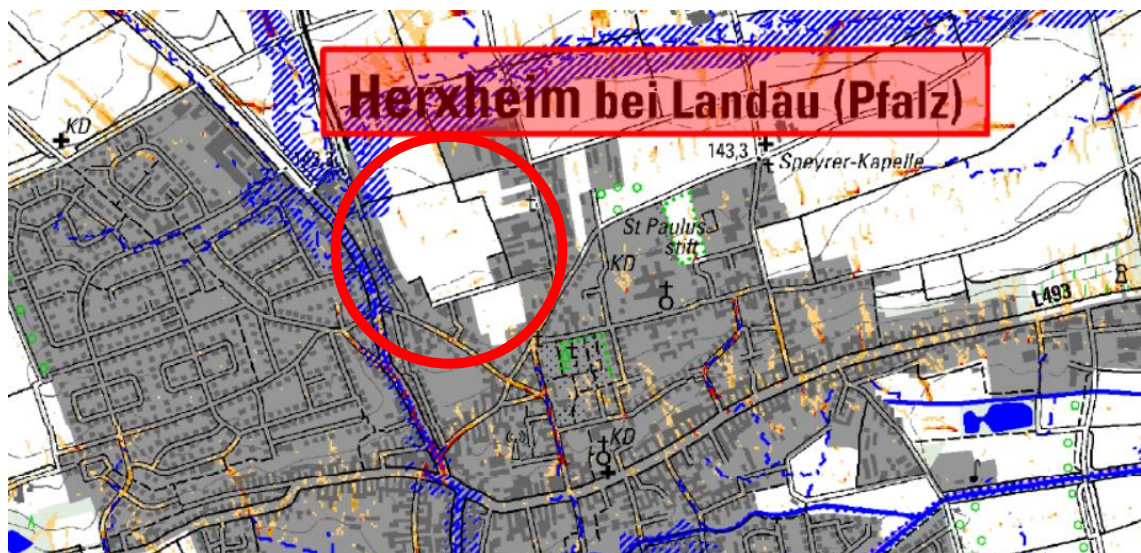 Herxheim bei Landau (Pfalz)
KD
143,3
Speyrer-Kapelle
St Paulus-
stift
KD
L493
KD